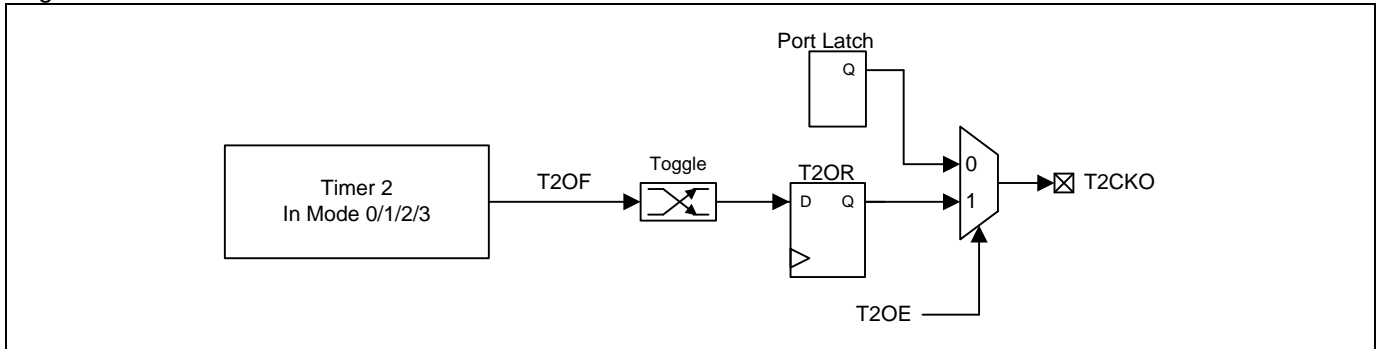 Port Latch
Q
Timer 2
In Mode 0/1/2/3
T2OF
Toggle
T2OR
D Q
0
1
T2CKO
T2OE